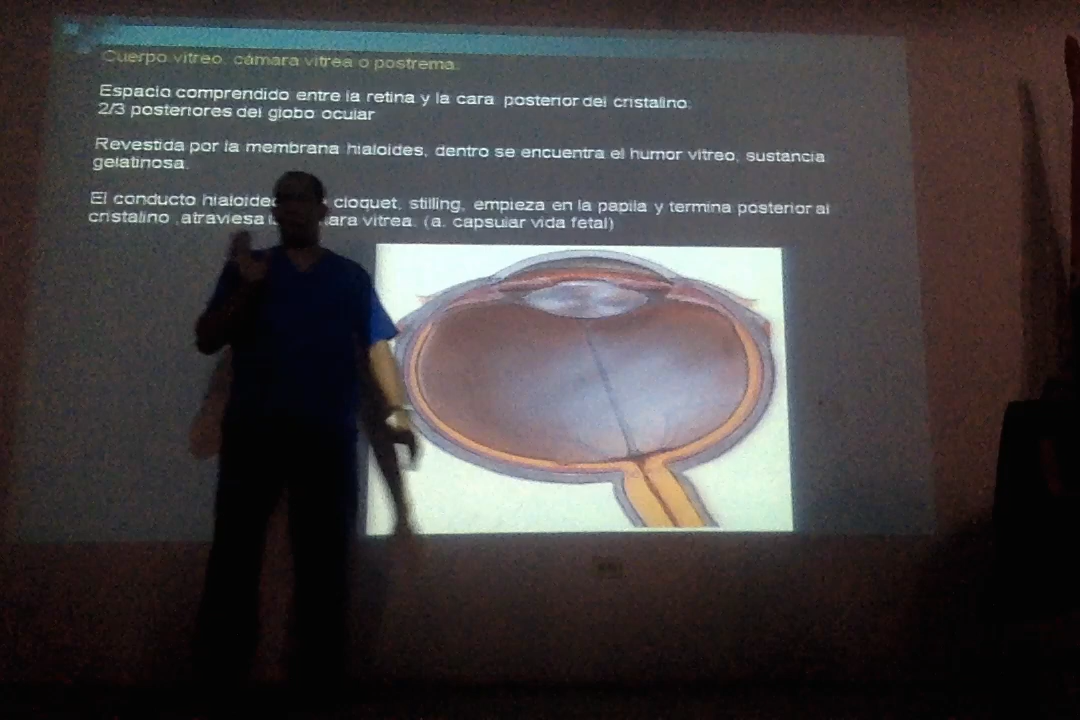 Cuerpo vitreo, cámara vitrea o postrema.
Espacio comprendido entre la retina y la cara posterior del cristalino.
2/3 posteriores del globo ocular
Revestida por la membrana hialoides, dentro se encuentra el humor vitreo, sustancia
gelatinosa.
El conducto cloquet, stilling, empieza en la papila y termina posterior al
cristalino ,atraviesa vitrea. (a. capsular vida fetal)